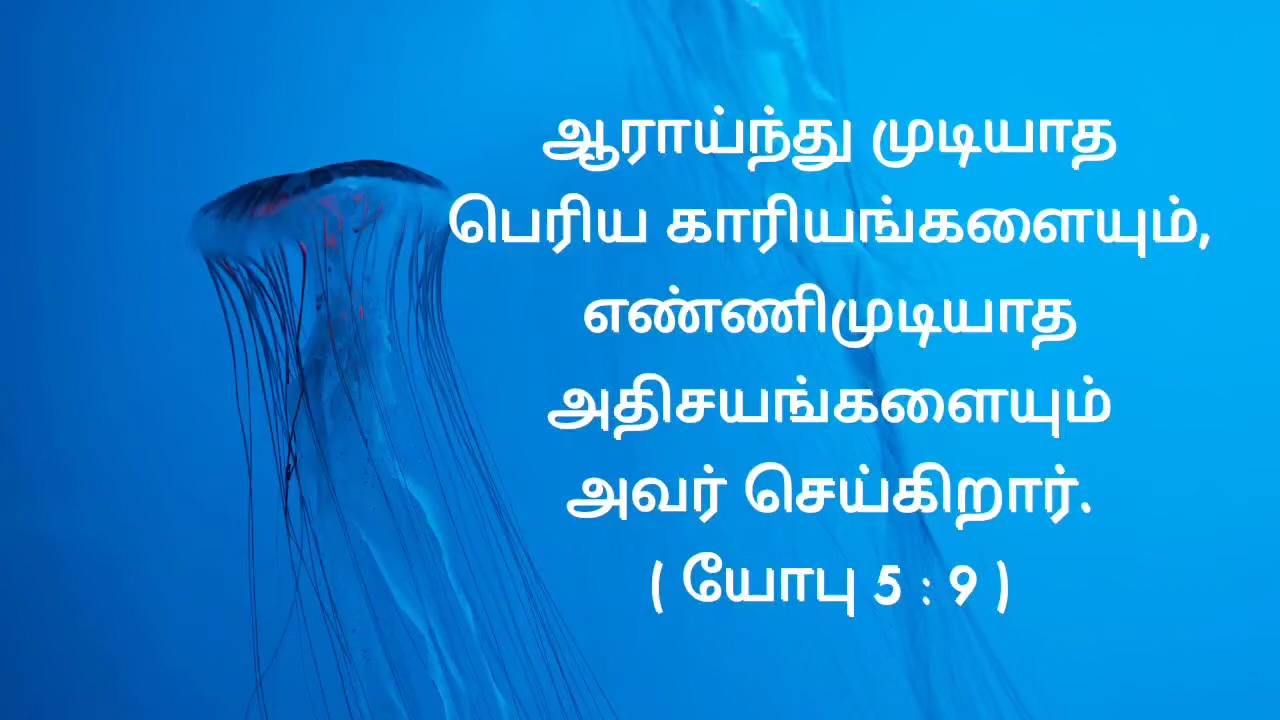 ஆராய்ந்து முடியாத
பெரிய காரியங்களையும்,
எண்ணிமுடியாத
அதிசயங்களையும்
அவர் செய்கிறார்.
( யோபு 5 : 9 )